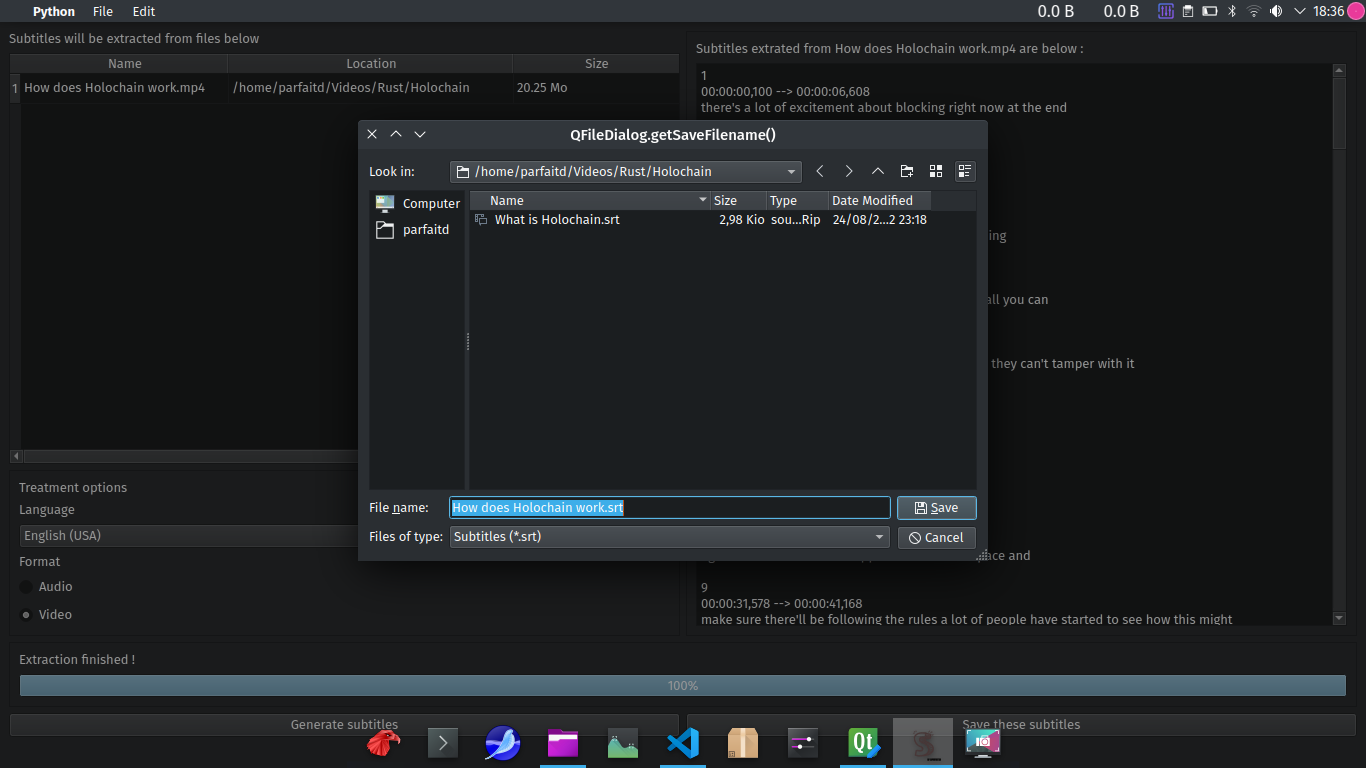 Python File Edit 0.0 B 0.0 B 18:36
Subtitles will be extracted from files below
Name Location Size
1 How does Holochain work.mp4 /home/parfaitd/Videos/Rust/Holochain 20.25 Mo
Subtitles extrated from How does Holochain work.mp4 are below :
1
00:00:00,100 --> 00:00:06,608
there's a lot of excitement about blocking right now at the end
QFileDialog.getSaveFilename()
Look in: /home/parfaitd/Videos/Rust/Holochain
Computer
parfaitd
Name Size Type Date Modified
What is Holochain.srt 2,98 Kio sou...Rip 24/08/2...2 23:18
ing
all you can
they can't tamper with it
File name: How does Holochain work.srt Save
Files of type: Subtitles (*.srt) Cancel
Treatment options
Language
English (USA)
Format
Audio
Video
and
9
00:00:31,578 --> 00:00:41,168
make sure there'll be following the rules a lot of people have started to see how this might
Extraction finished !
100%
Generate subtitles Save these subtitles
Qt